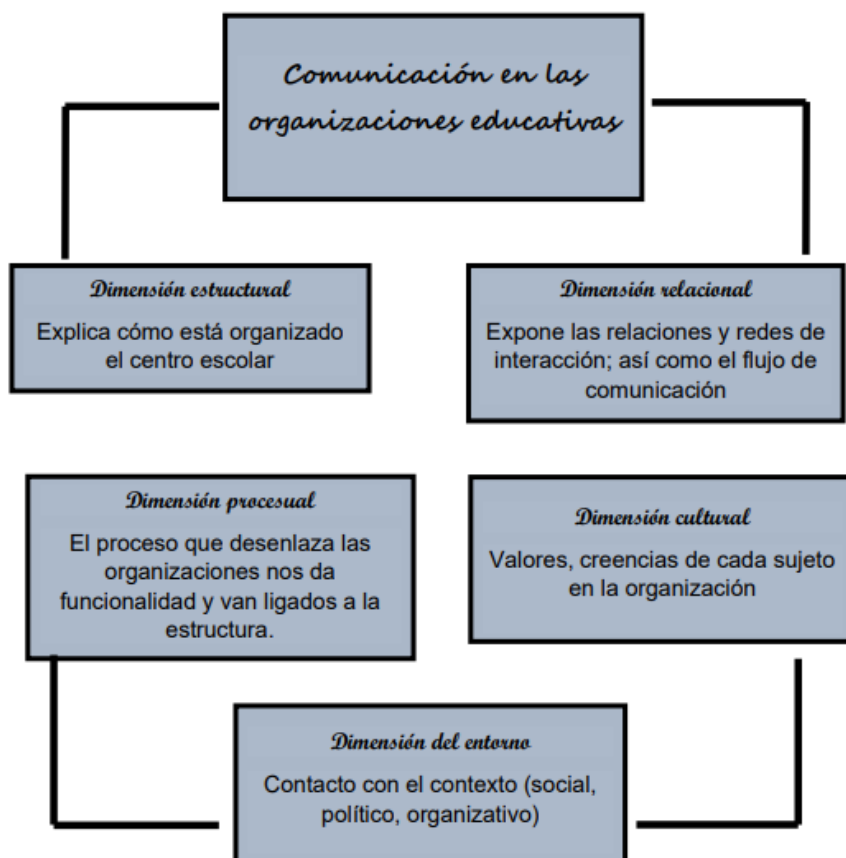 Comunicación en las
organizaciones educativas
Dimensión estructural
Explica cómo está organizado
el centro escolar
Dimensión relacional
Expone las relaciones y redes de
interacción; así como el flujo de
comunicación
Dimensión procesual
El proceso que desenlaza las
organizaciones nos da
funcionalidad y van ligados a la
estructura.
Dimensión cultural
Valores, creencias de cada sujeto
en la organización
Dimensión del entorno
Contacto con el contexto (social,
político, organizativo)